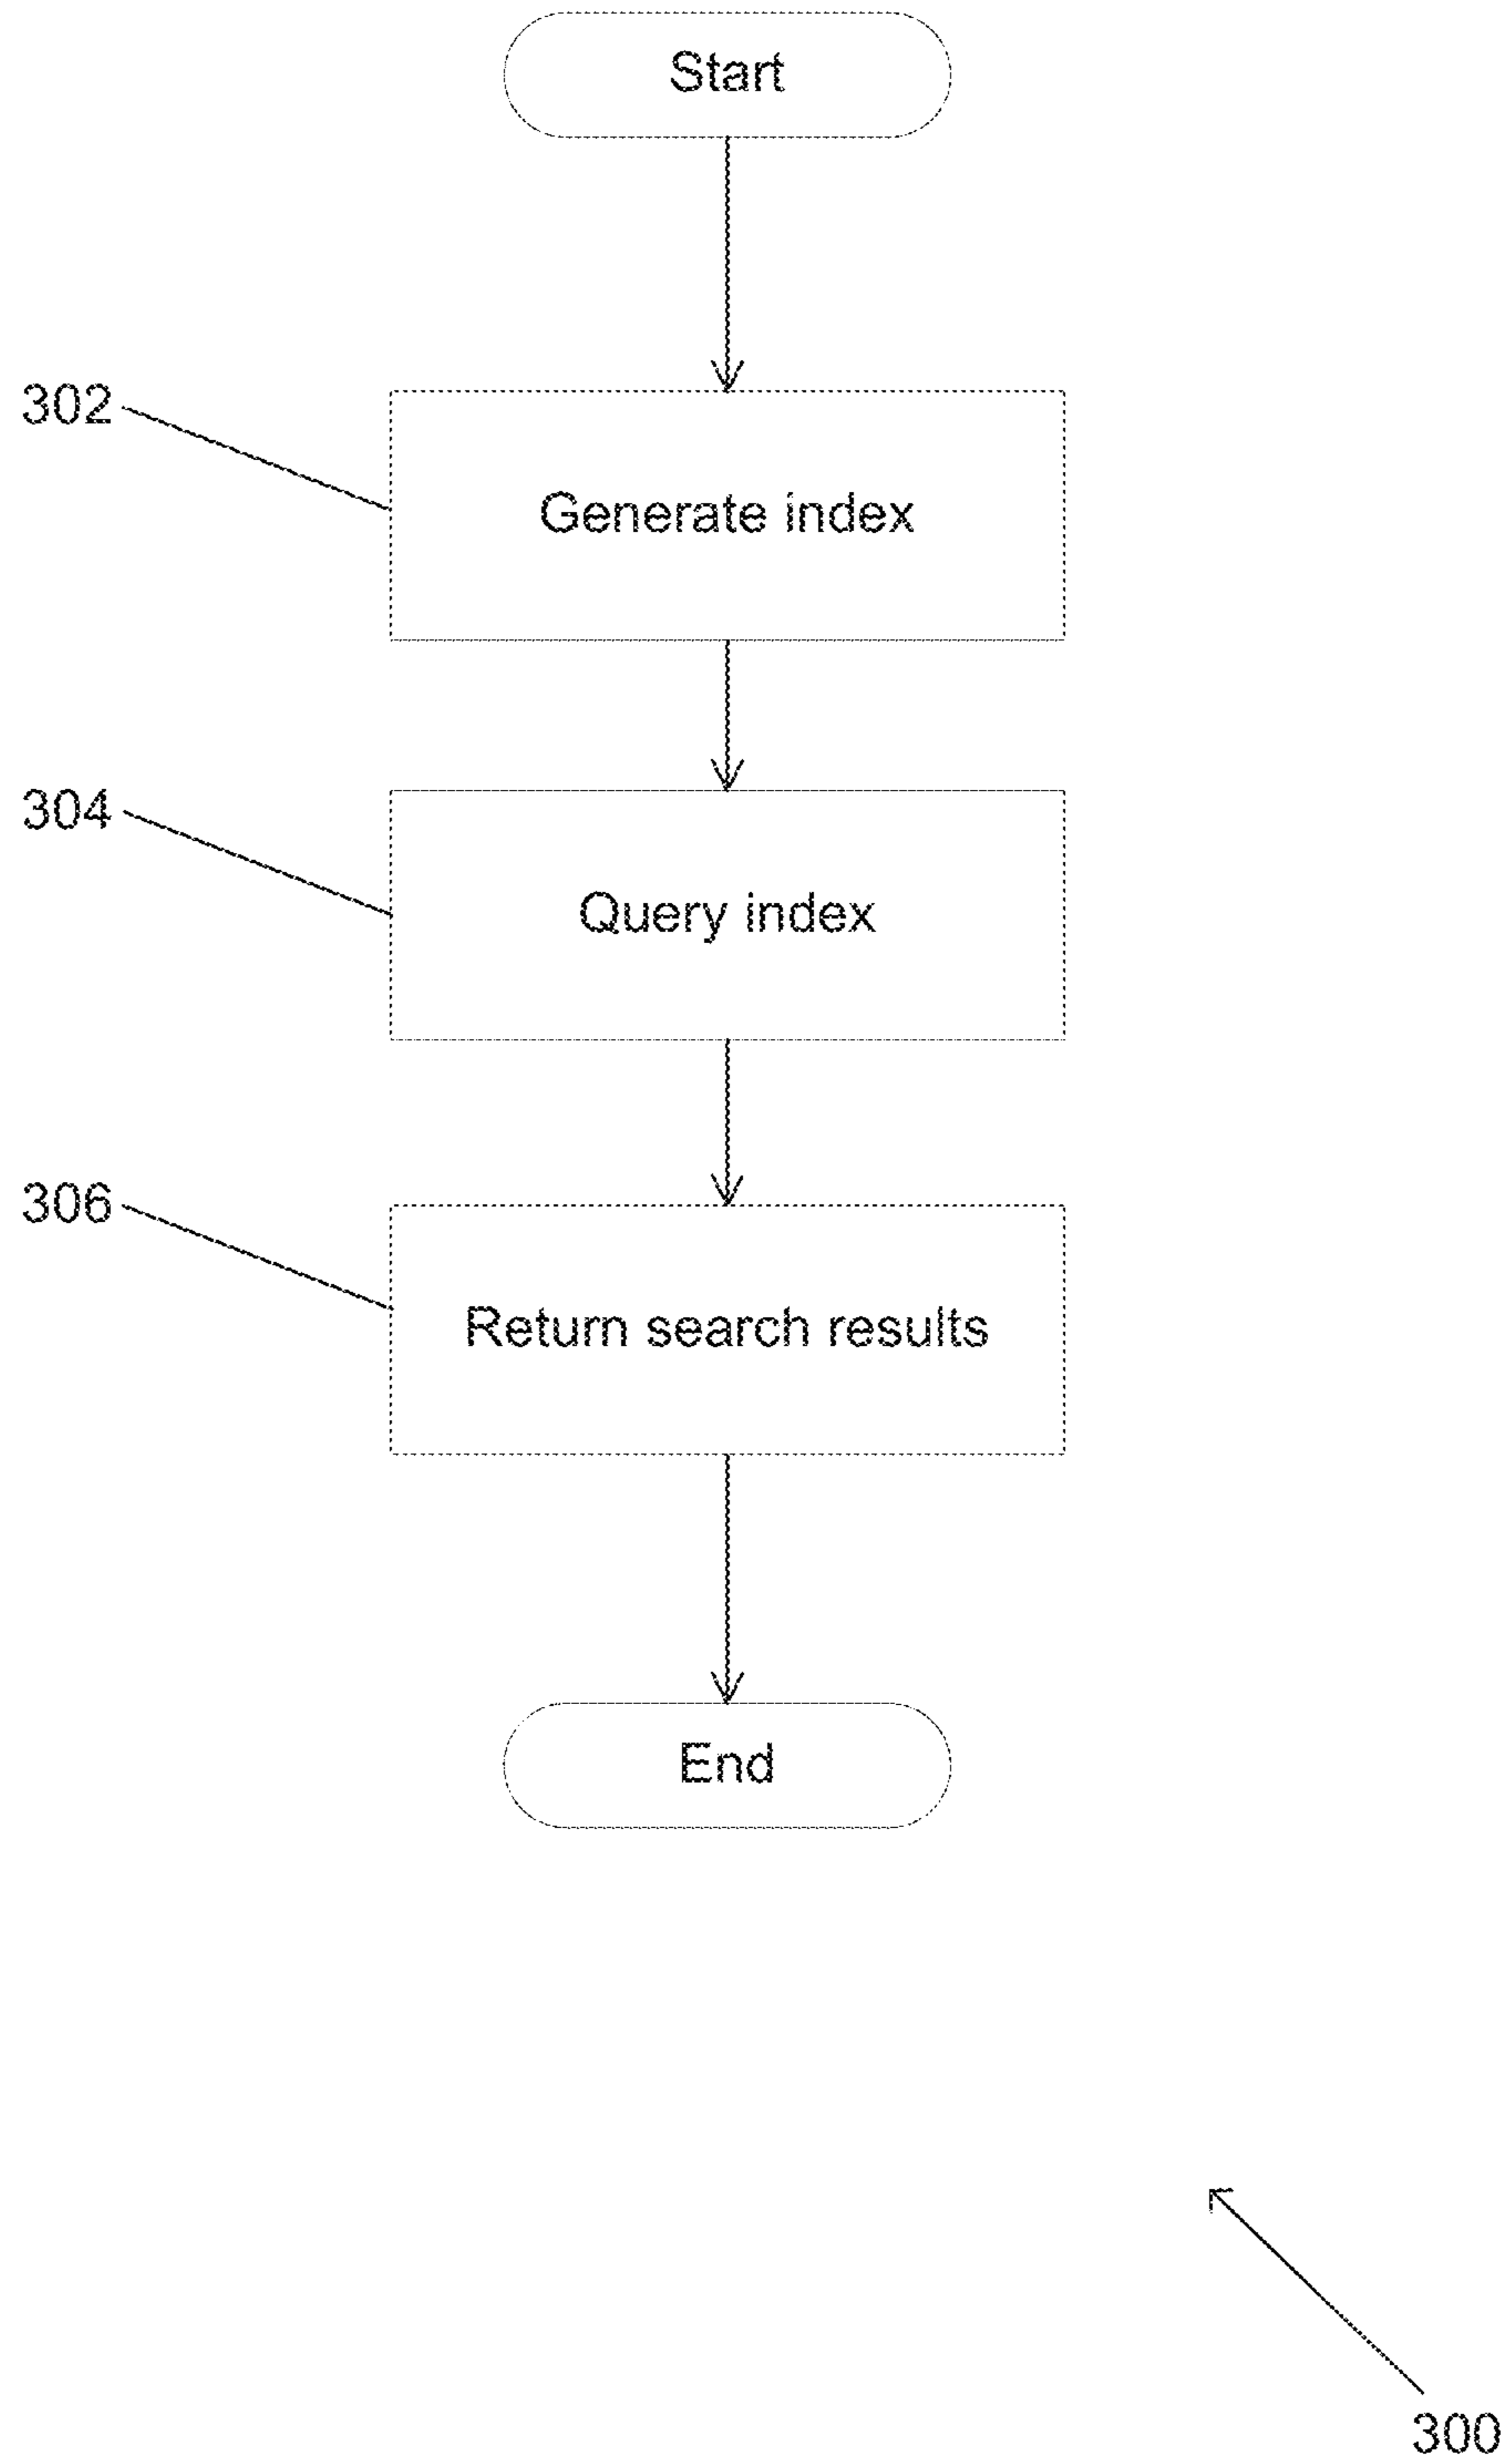 Start
302
Generate index
304
Query index
306
Return search results
End
300